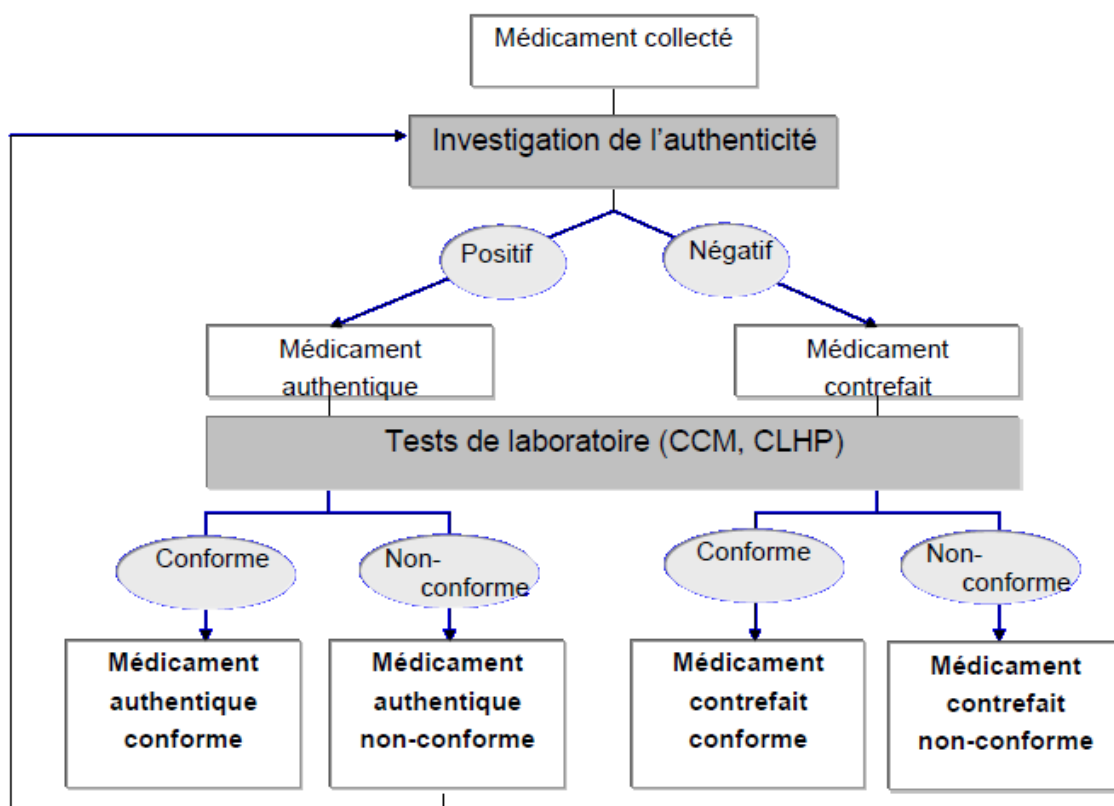 Médicament collecté
Investigation de l'authenticité
Positif
Négatif
Médicament
authentique
Médicament
contrefait
Tests de laboratoire (CCM, CLHP)
Conforme
Non-
conforme
Conforme
Non-
conforme
Médicament
authentique
conforme
Médicament
authentique
non-conforme
Médicament
contrefait
conforme
Médicament
contrefait
non-conforme